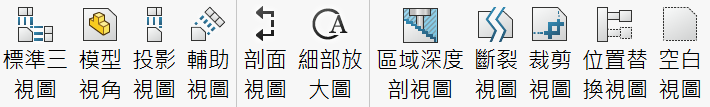 標準三視圖
模型視角
投影視圖
輔助視圖
剖面視圖
細部放大圖
區域深度剖視圖
斷裂視圖
裁剪視圖
位置替換視圖
空白視圖